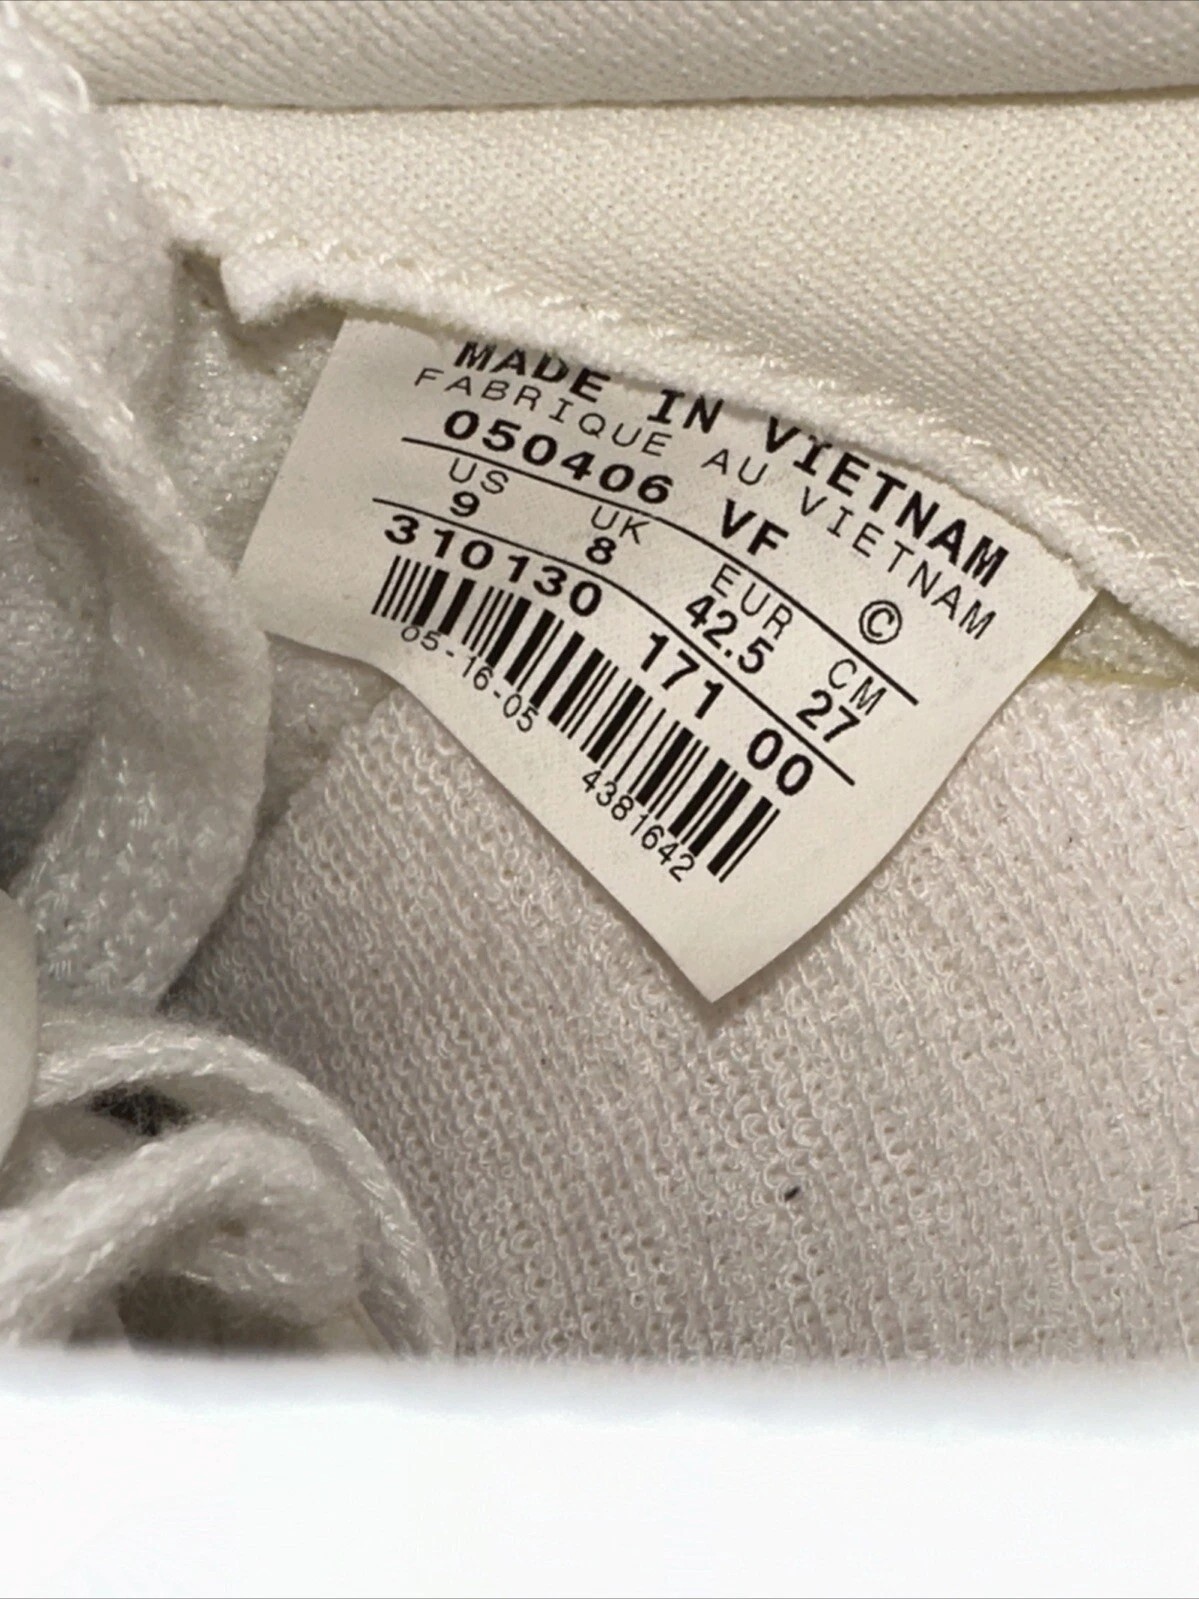 MADE IN VIETNAM
FABRIQUE AU VIETNAM
050406 VF ©
US UK EUR CM
9 8 42.5 27
310130 171 00
05-16-05 4381642